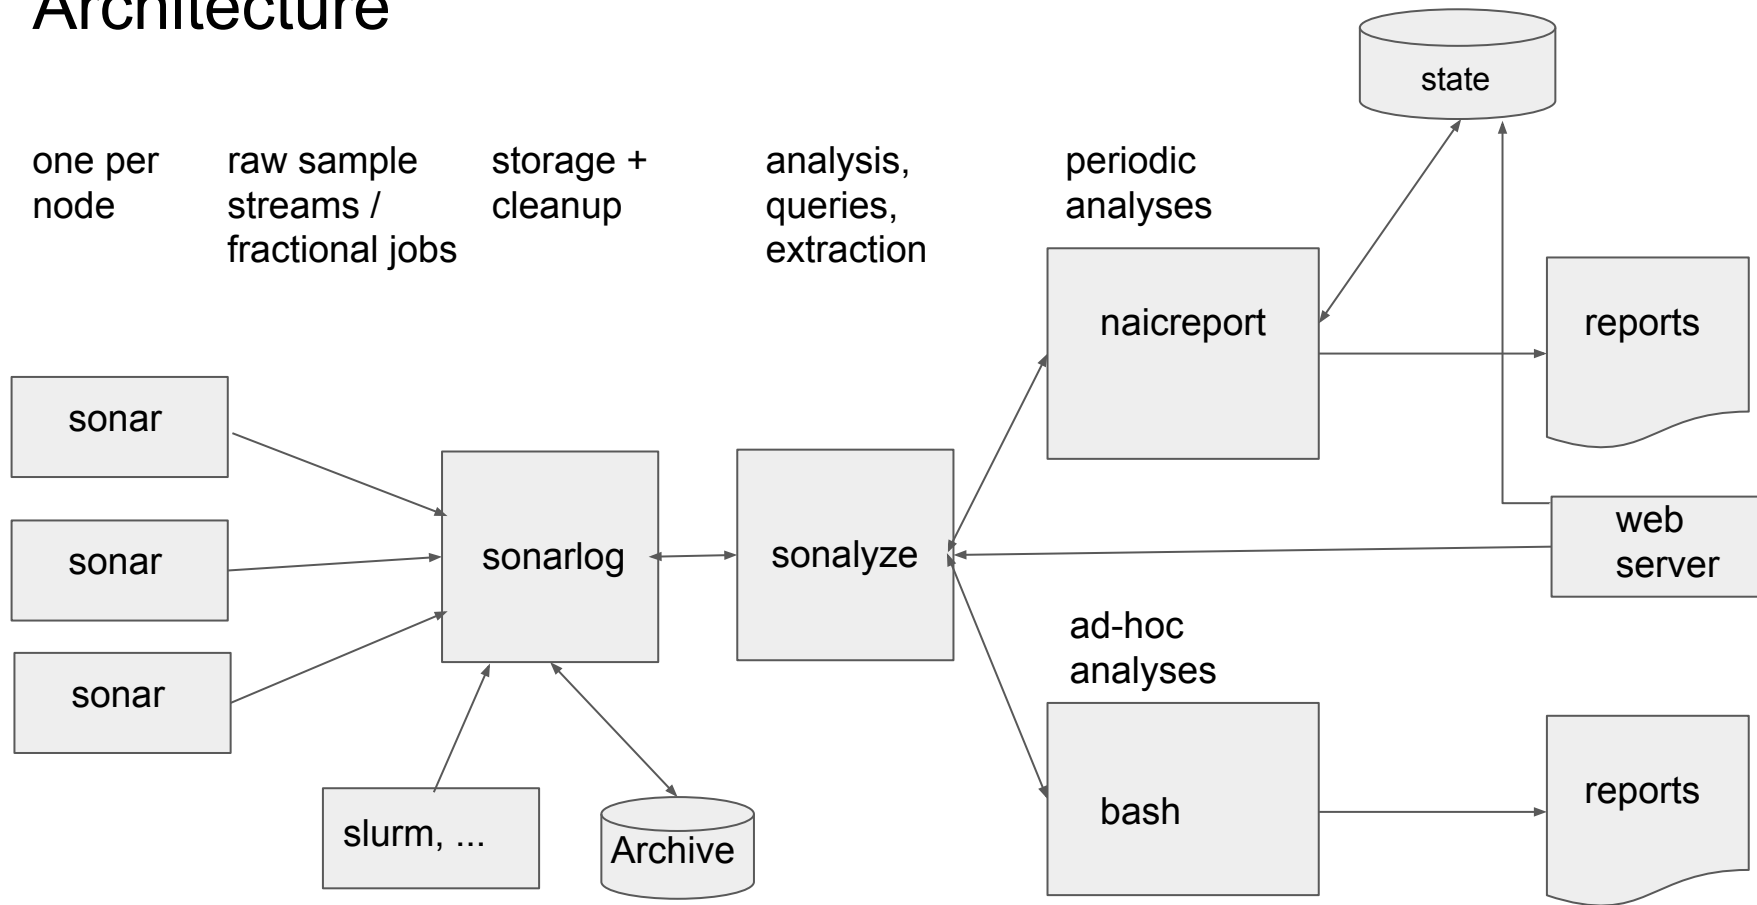 Architecture
state
one per
node
raw sample
streams /
fractional jobs
storage +
cleanup
analysis,
queries,
extraction
periodic
analyses
naicreport
reports
sonar
sonar
sonar
sonarlog
sonalyze
web
server
ad-hoc
analyses
slurm, ...
Archive
bash
reports